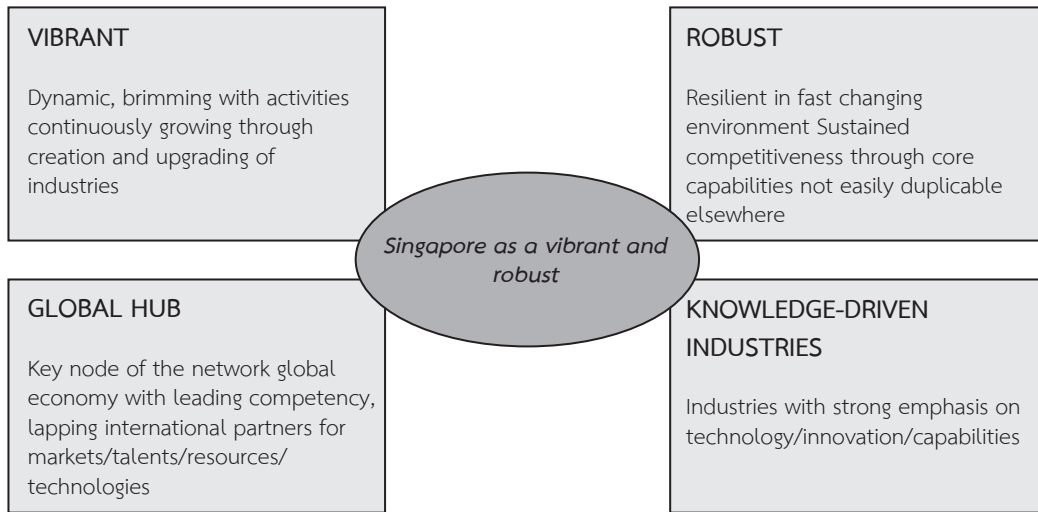 VIBRANT
Dynamic, brimming with activities
continuously growing through
creation and upgrading of
industries
ROBUST
Resilient in fast changing
environment Sustained
competitiveness through core
capabilities not easily duplicable
elsewhere
Singapore as a vibrant and
robust
GLOBAL HUB
Key node of the network global
economy with leading competency,
lapping international partners for
markets/talents/resources/
technologies
KNOWLEDGE-DRIVEN
INDUSTRIES
Industries with strong emphasis on
technology/innovation/capabilities